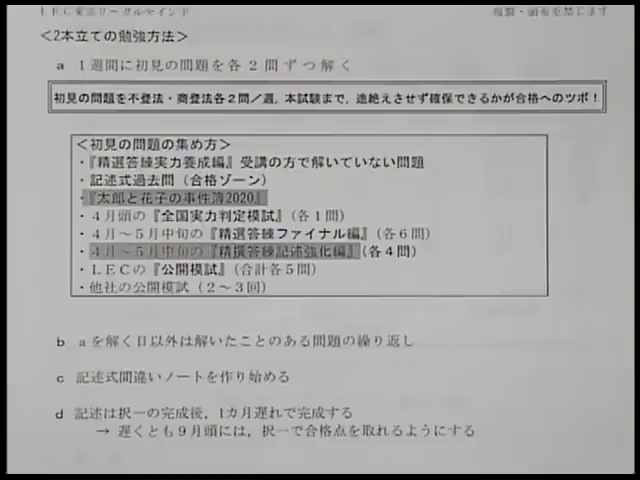 LEC東京リーガルマインド 複製・頒布を禁じます
<2本立ての勉強方法>
a 1週間に初見の問題を各2問ずつ解く
初見の問題を不登法・商登法各2問/週,本試験まで,途絶えさせず確保できるかが合格へのツボ!
<初見の問題の集め方>
・『精選答練実力養成編』受講の方で解いていない問題
・記述式過去問(合格ゾーン)
・『太郎と花子の事件簿2020』
・4月頭の『全国実力判定模試』(各1問)
・4月~5月中旬の『精選答練ファイナル編』(各6問)
・4月~5月中旬の『精撰答練記述強化編』(各4問)
・LECの『公開模試』(合計各5問)
・他社の公開模試(2~3回)
b aを解く日以外は解いたことのある問題の繰り返し
c 記述式間違いノートを作り始める
d 記述は択一の完成後,1カ月遅れで完成する
→ 遅くとも9月頭には,択一で合格点を取れるようにする